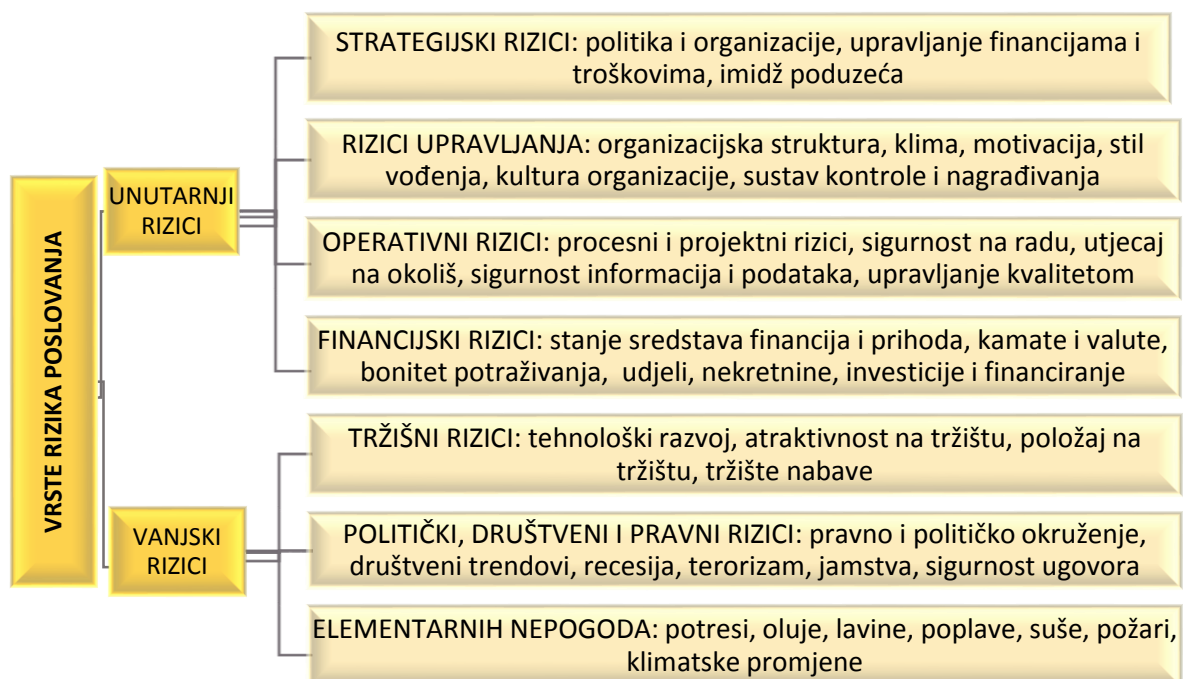 VRSTE RIZIKA POSLOVANJA
UNUTARNJI
RIZICI
STRATEGIJSKI RIZICI: politika i organizacije, upravljanje financijama i
troškovima, imidž poduzeća
RIZICI UPRAVLJANJA: organizacijska struktura, klima, motivacija, stil
vođenja, kultura organizacije, sustav kontrole i nagrađivanja
OPERATIVNI RIZICI: procesni i projektni rizici, sigurnost na radu, utjecaj
na okoliš, sigurnost informacija i podataka, upravljanje kvalitetom
FINANCIJSKI RIZICI: stanje sredstava financija i prihoda, kamate i valute,
bonitet potraživanja, udjeli, nekretnine, investicije i financiranje
VANJSKI
RIZICI
TRŽIŠNI RIZICI: tehnološki razvoj, atraktivnost na tržištu, položaj na
tržištu, tržište nabave
POLITIČKI, DRUŠTVENI I PRAVNI RIZICI: pravno i političko okruženje,
društveni trendovi, recesija, terorizam, jamstva, sigurnost ugovora
ELEMENTARNIH NEPOGODA: potresi, oluje, lavine, poplave, suše, požari,
klimatske promjene